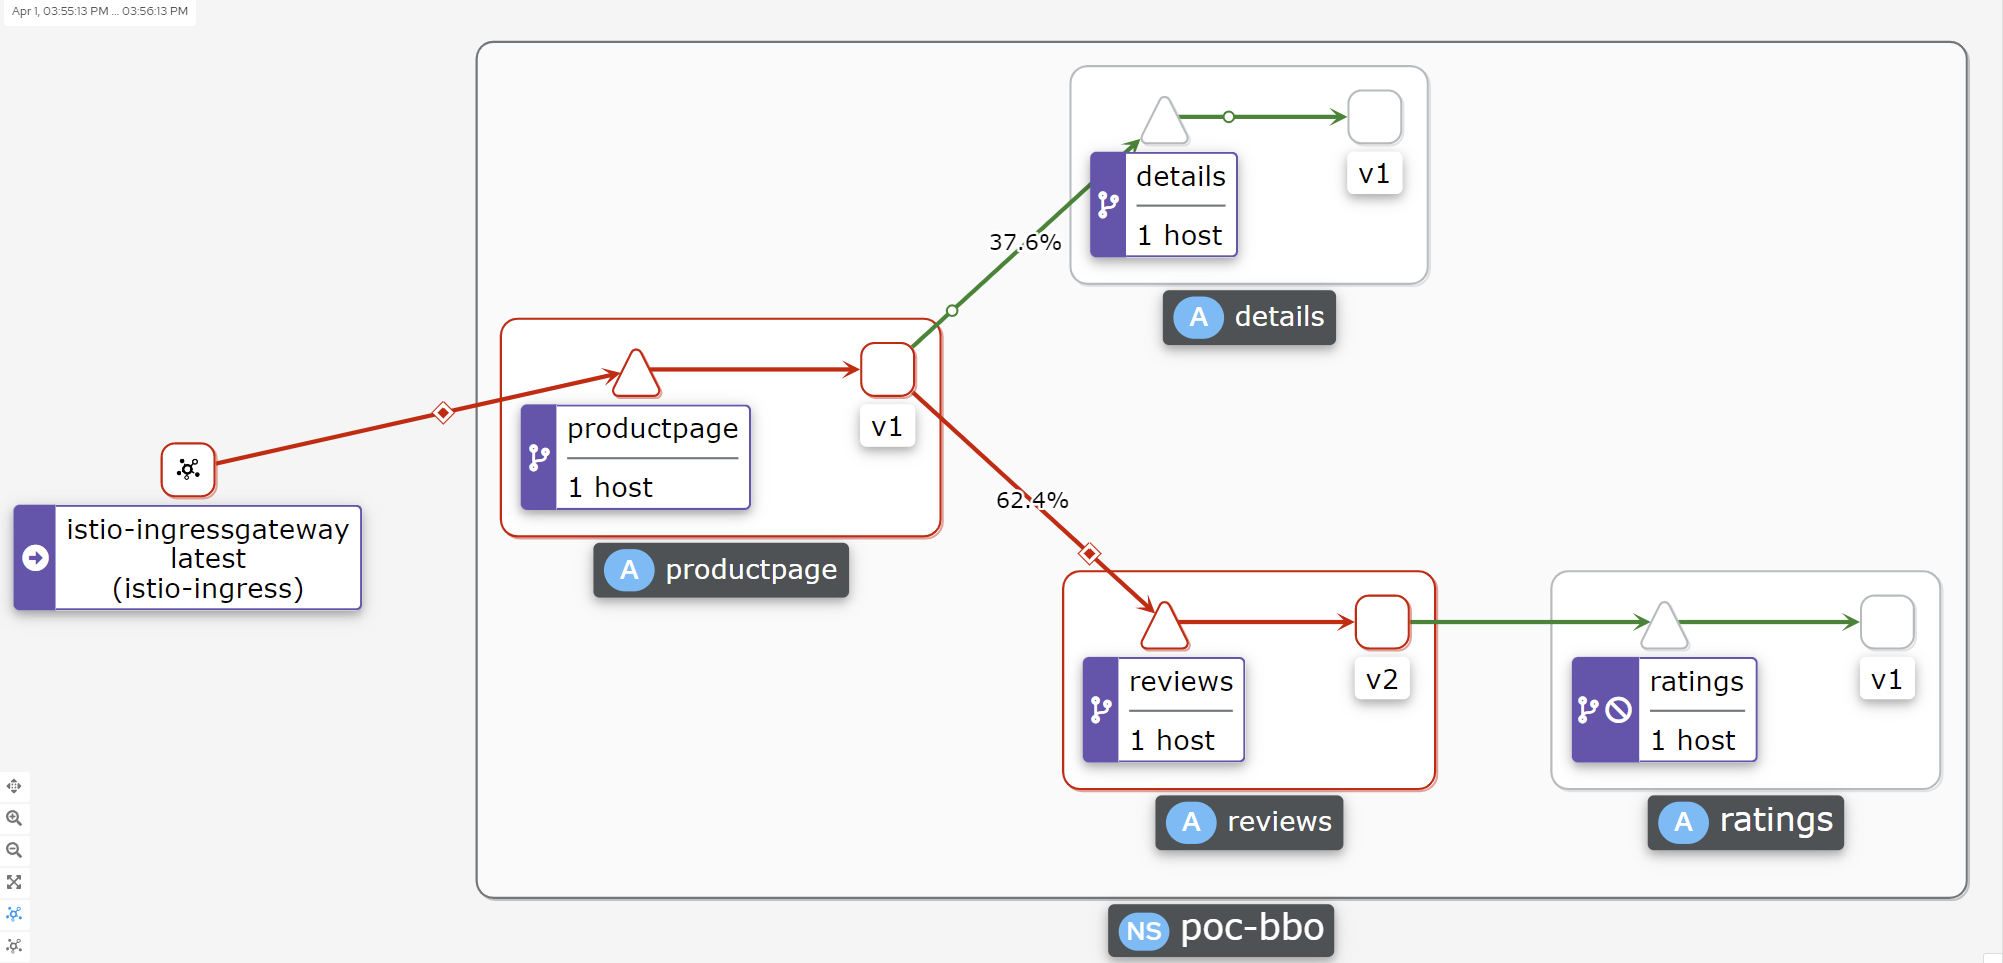 Apr 1, 03:55:13 PM ... 03:56:13 PM
details
1 host
v1
37.6%
A details
productpage
1 host
v1
A productpage
istio-ingressgateway
latest
(istio-ingress)
62.4%
reviews
1 host
v2
A reviews
ratings
1 host
v1
A ratings
NS poc-bbo